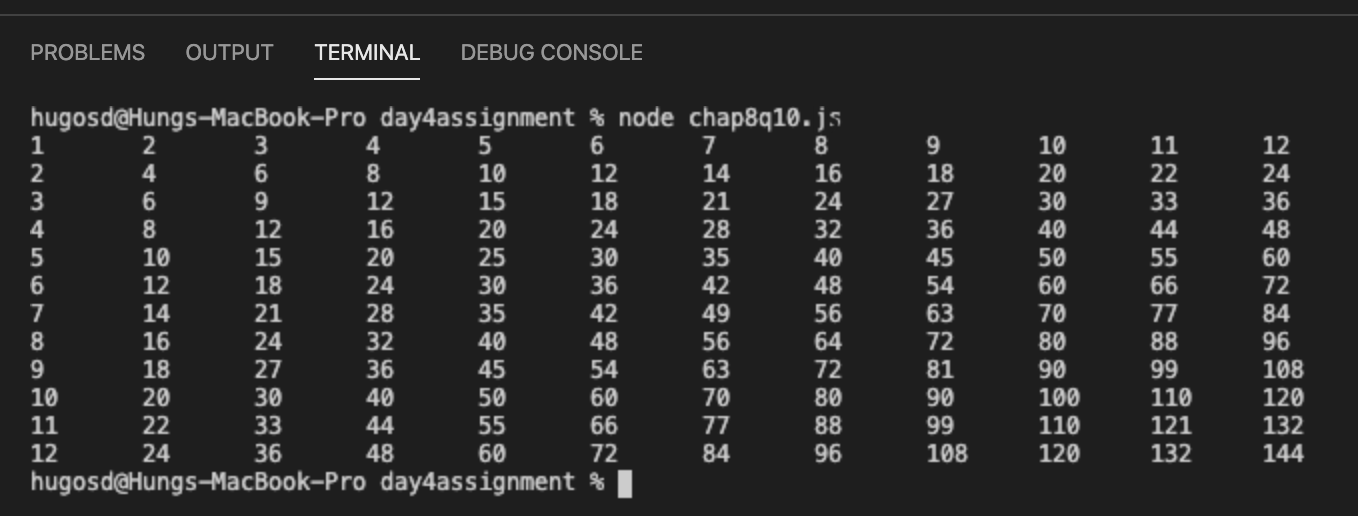 PROBLEMS OUTPUT TERMINAL DEBUG CONSOLE
hugosd@Hungs-MacBook-Pro day4assignment % node chap8q10.js
1 2 3 4 5 6 7 8 9 10 11 12
2 4 6 8 10 12 14 16 18 20 22 24
3 6 9 12 15 18 21 24 27 30 33 36
4 8 12 16 20 24 28 32 36 40 44 48
5 10 15 20 25 30 35 40 45 50 55 60
6 12 18 24 30 36 42 48 54 60 66 72
7 14 21 28 35 42 49 56 63 70 77 84
8 16 24 32 40 48 56 64 72 80 88 96
9 18 27 36 45 54 63 72 81 90 99 108
10 20 30 40 50 60 70 80 90 100 110 120
11 22 33 44 55 66 77 88 99 110 121 132
12 24 36 48 60 72 84 96 108 120 132 144
hugosd@Hungs-MacBook-Pro day4assignment %